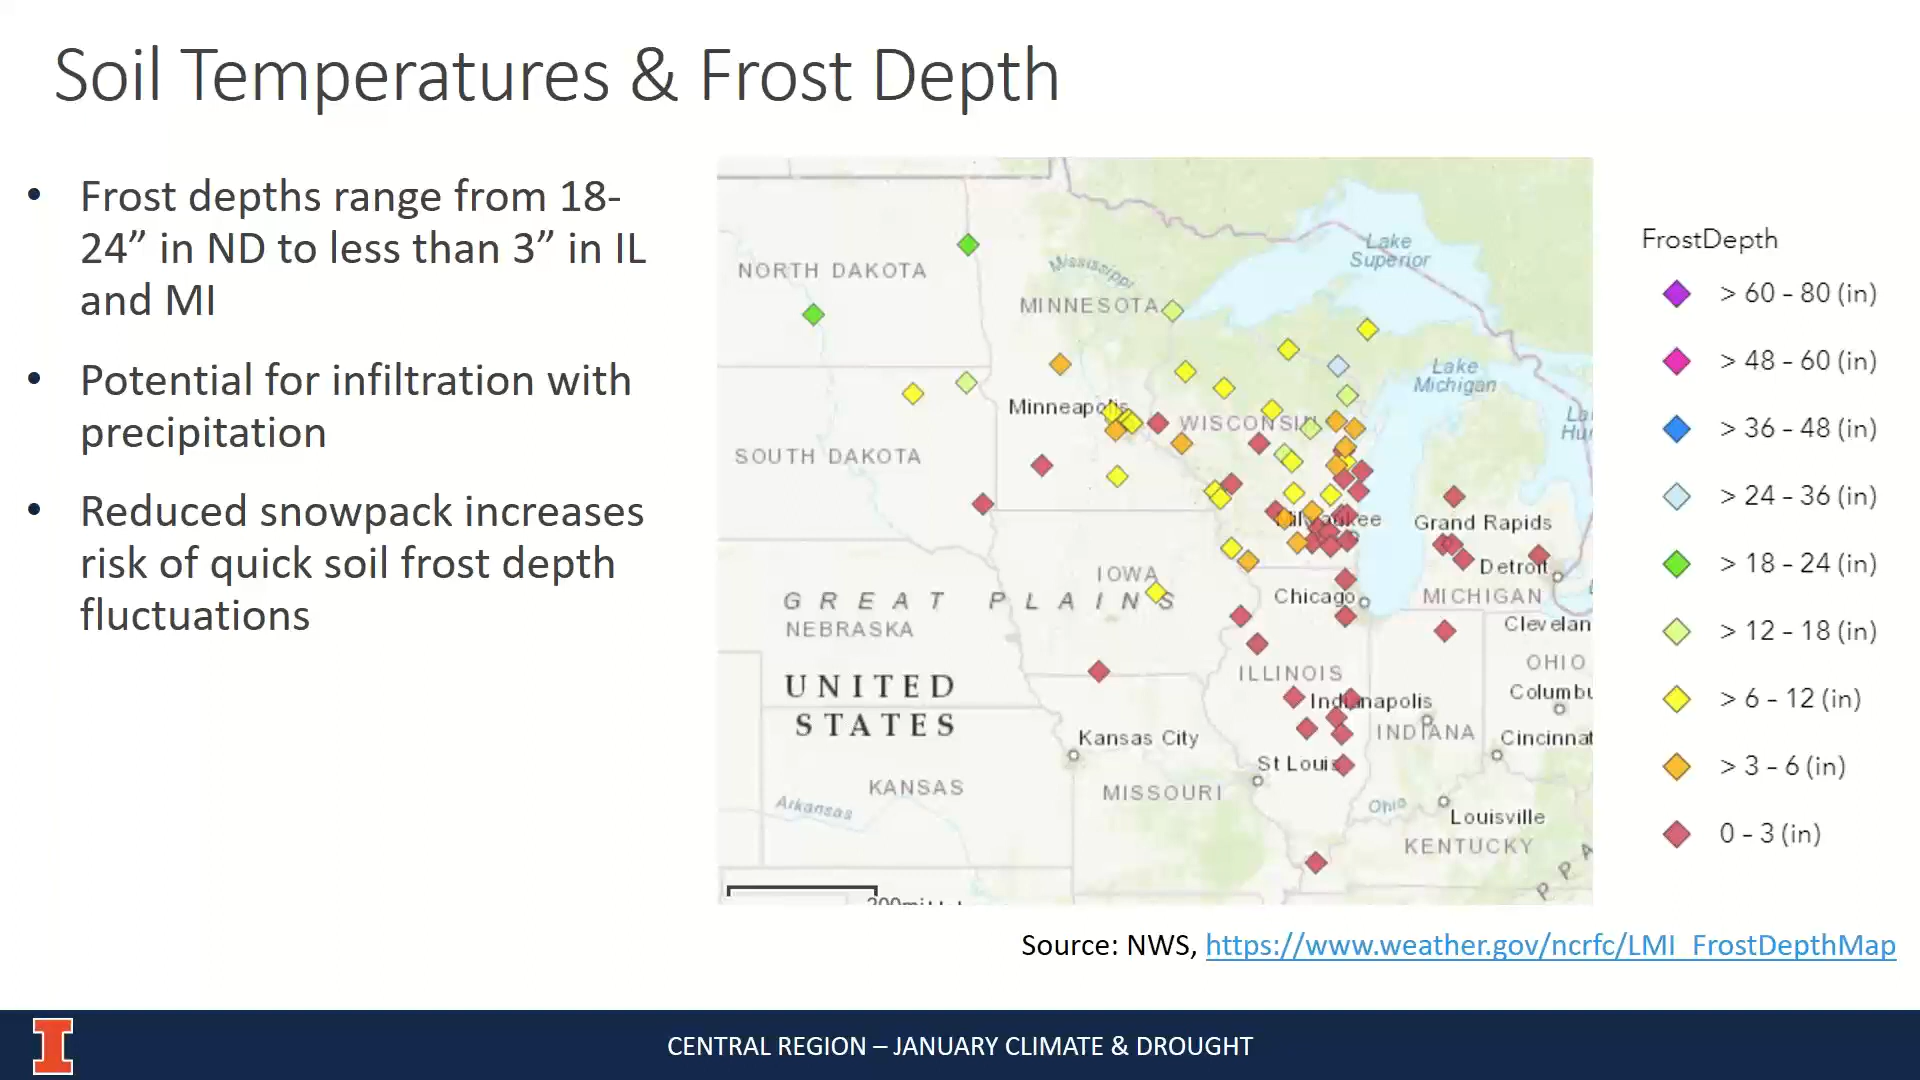 Soil Temperatures & Frost Depth
• Frost depths range from 18-
24” in ND to less than 3” in IL
and MI
• Potential for infiltration with
precipitation
• Reduced snowpack increases
risk of quick soil frost depth
fluctuations
Lake
Superior
NORTH DAKOTA
Mississippi
MINNESOTA
Lake
Michigan
Minneapolis
WISCONSIN
SOUTH DAKOTA
Milwaukee
Grand Rapids
Detroit
IOWA
GREAT PLAINS
Chicago
MICHIGAN
NEBRASKA
Clevelan
OHIO
ILLINOIS
UNITED
STATES
Columbu
Indianapolis
INDIANA
Kansas City
Cincinnat
St Louis
KANSAS
MISSOURI
Arkansas
Ohio
Louisville
KENTUCKY
FrostDepth
> 60 - 80 (in)
> 48 - 60 (in)
> 36 - 48 (in)
> 24 - 36 (in)
> 18 - 24 (in)
> 12 - 18 (in)
> 6 - 12 (in)
> 3 - 6 (in)
0 - 3 (in)
Source: NWS, https://www.weather.gov/ncrfc/LMI_FrostDepthMap
I
CENTRAL REGION – JANUARY CLIMATE & DROUGHT